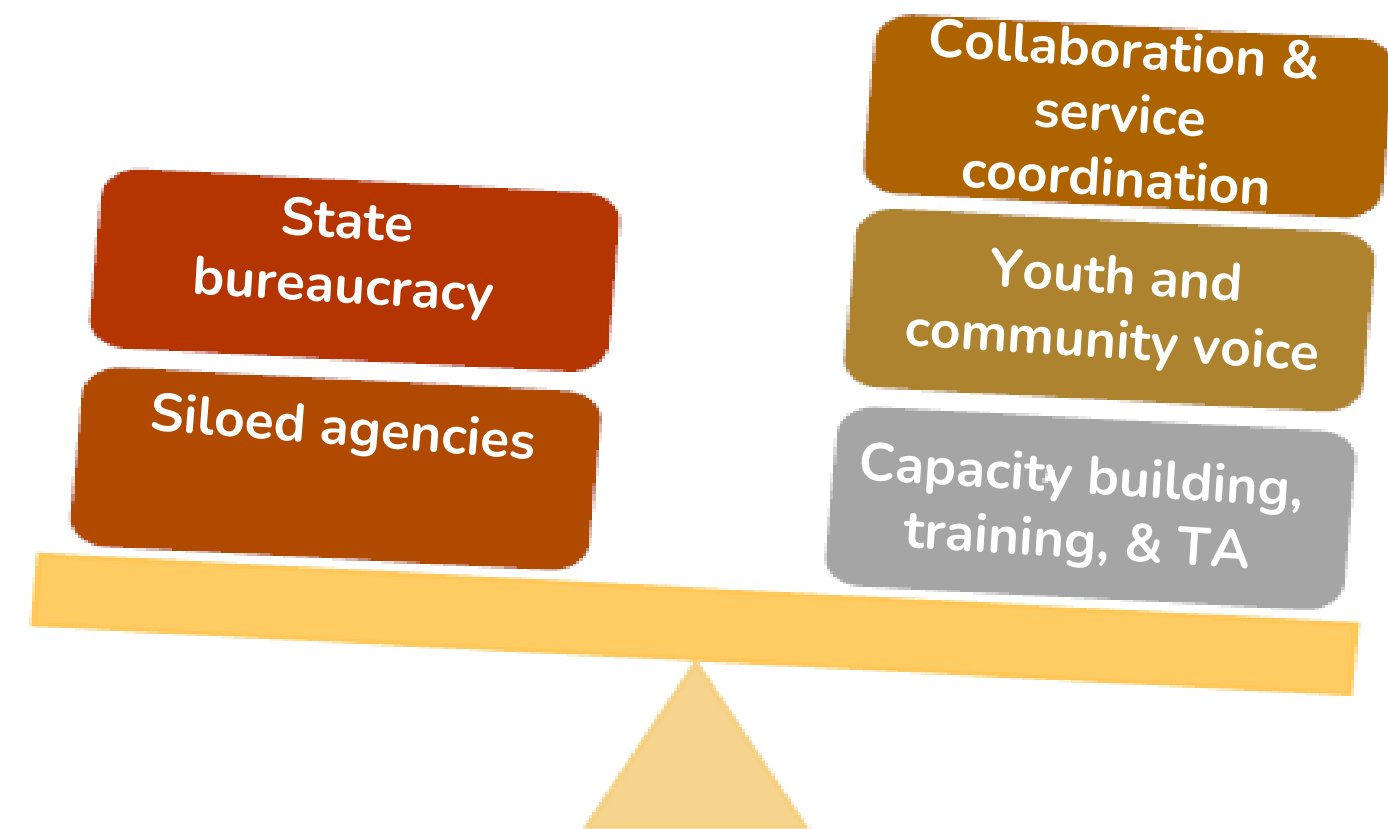 State
bureaucracy
Siloed agencies
Collaboration &
service
coordination
Youth and
community voice
Capacity building,
training, & TA